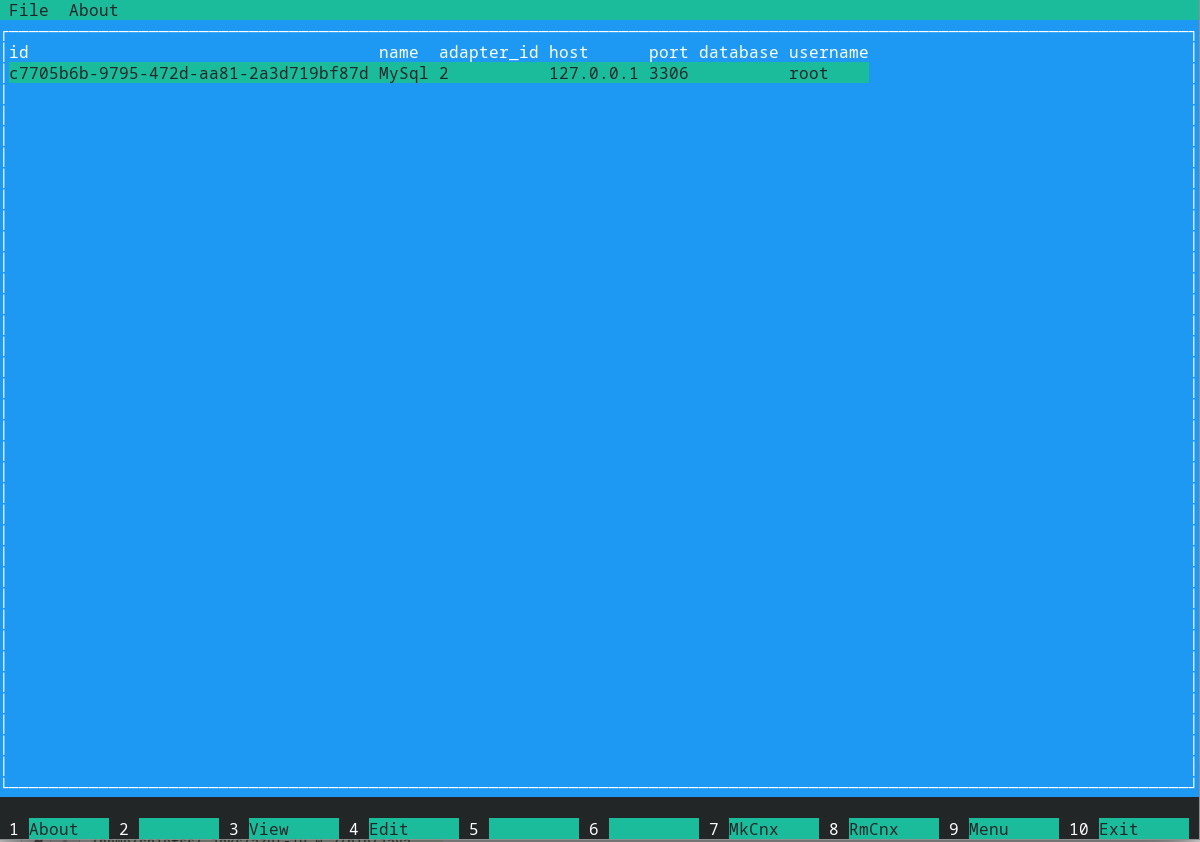 File About
id name adapter_id host port database username
c7705b6b-9795-472d-aa81-2a3d719bf87d MySql 2 127.0.0.1 3306 root
1 About 2 3 View 4 Edit 5 6 7 MkCnx 8 RmCnx 9 Menu 10 Exit